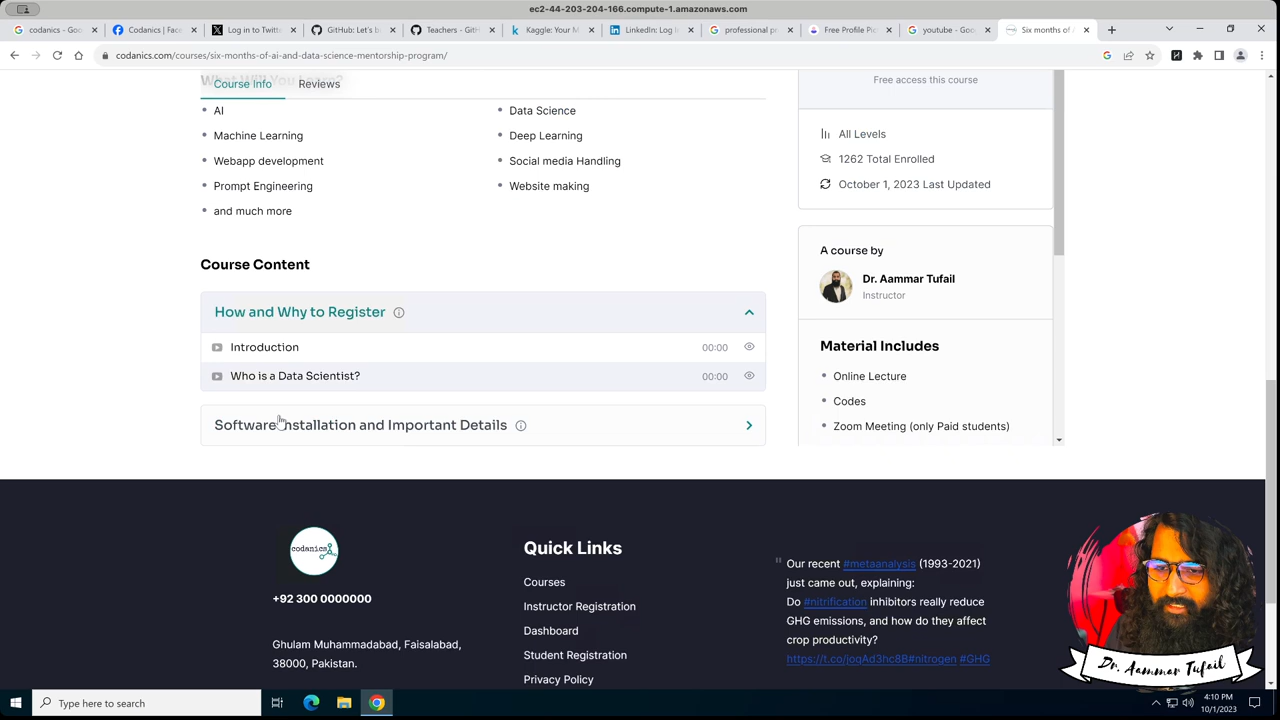 ec2-44-203-204-166.compute-1.amazonaws.com
codanics - Goo
Codanics | Face
Log in to Twitte
GitHub: Let's b
Teachers - GitH
Kaggle: Your M
LinkedIn: Log I
professional pr
Free Profile Pic
youtube - Goog
Six months of A
codanics.com/courses/six-months-of-ai-and-data-science-mentorship-program/
What Will You Learn?
Course Info
Reviews
AI
Data Science
Machine Learning
Deep Learning
Webapp development
Social media Handling
Prompt Engineering
Website making
and much more
Course Content
How and Why to Register
Introduction
00:00
Who is a Data Scientist?
00:00
Software Installation and Important Details
Free access this course
All Levels
1262 Total Enrolled
October 1, 2023 Last Updated
A course by
Dr. Aammar Tufail
Instructor
Material Includes
Online Lecture
Codes
Zoom Meeting (only Paid students)
codanics
+92 300 0000000
Ghulam Muhammadabad, Faisalabad,
38000, Pakistan.
Quick Links
Courses
Instructor Registration
Dashboard
Student Registration
Privacy Policy
" Our recent #metaanalysis (1993-2021)
just came out, explaining:
Do #nitrification inhibitors really reduce
GHG emissions, and how do they affect
crop productivity?
https://t.co/joqAd3hc8B#nitrogen #GHG
Dr. Aammar Tufail
Type here to search
4:10 PM
10/1/2023